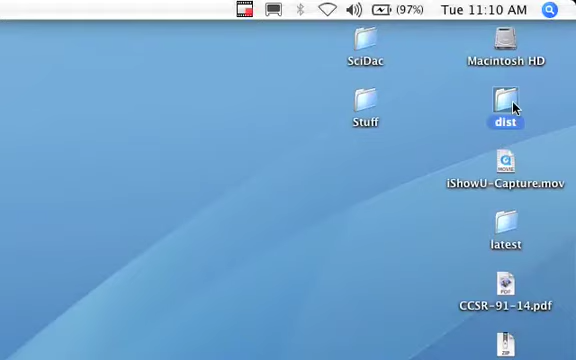 (97%) Tue 11:10 AM
SciDac
Macintosh HD
Stuff
dist
MOVIE
iShowU-Capture.mov
latest
PDF
CCSR-91-14.pdf
ZIP